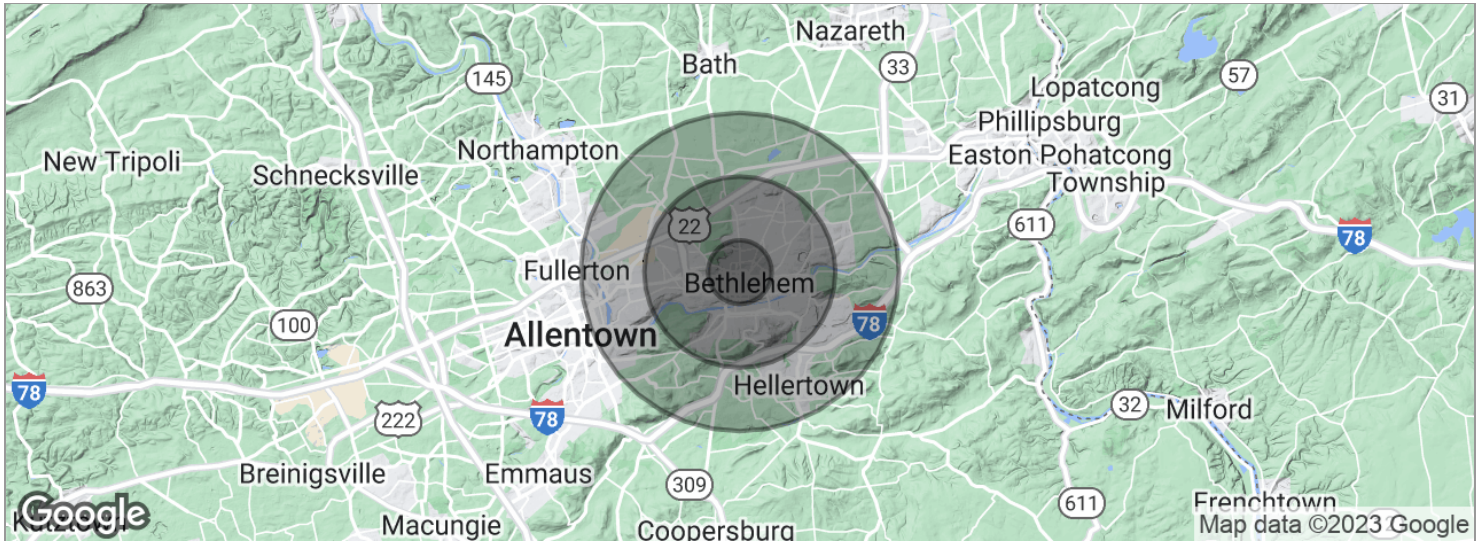 Nazareth
33
57
Bath
145
Lopatcong
31
Phillipsburg
Northampton
Easton Pohatcong
Township
New Tripoli
Schnecksville
22
611
78
Fullerton
Bethlehem
863
100
78
Allentown
78
Hellertown
32
Milford
222
78
Breinigsville
Emmaus
309
611
Frenchtown
Google
Macungie
Coopersburg
Map data ©2023 Google